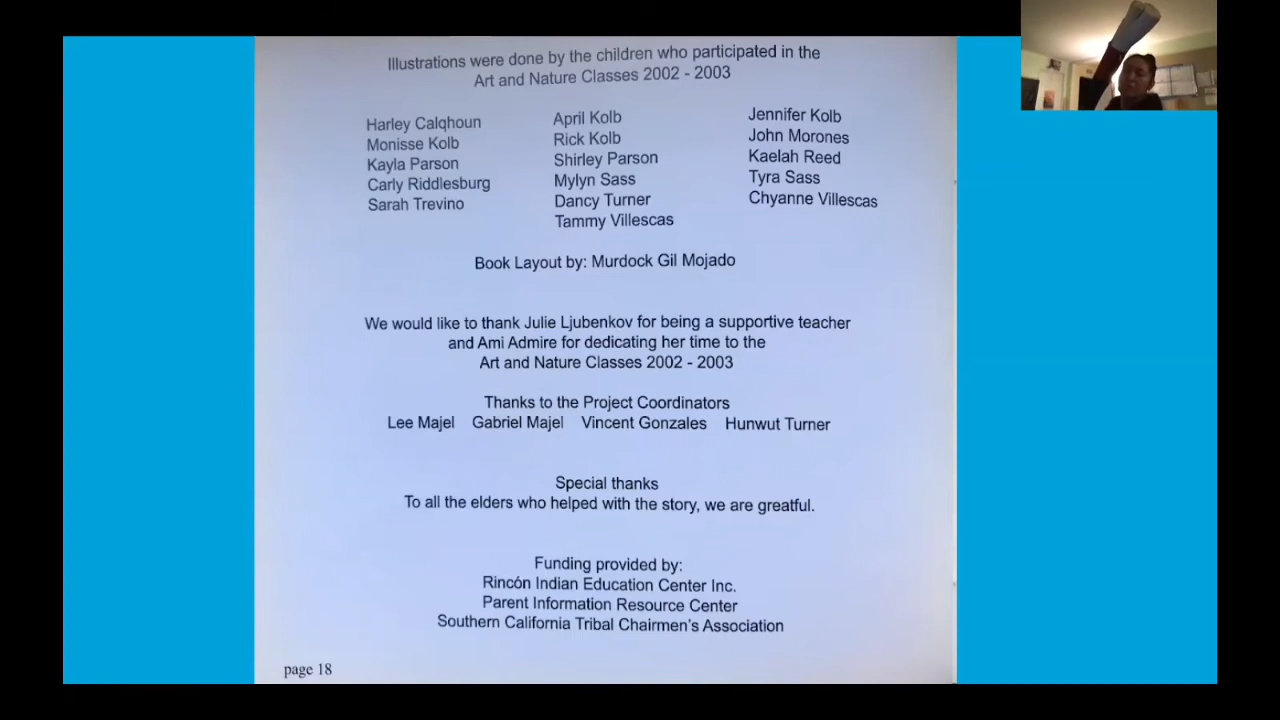 Illustrations were done by the children who participated in the
Art and Nature Classes 2002 - 2003
Harley Calqhoun
Monisse Kolb
Kayla Parson
Carly Riddlesburg
Sarah Trevino
April Kolb
Rick Kolb
Shirley Parson
Mylyn Sass
Dancy Turner
Tammy Villescas
Jennifer Kolb
John Morones
Kaelah Reed
Tyra Sass
Chyanne Villescas
Book Layout by: Murdock Gil Mojado
We would like to thank Julie Ljubenkov for being a supportive teacher
and Ami Admire for dedicating her time to the
Art and Nature Classes 2002 - 2003
Thanks to the Project Coordinators
Lee Majel Gabriel Majel Vincent Gonzales Hunwut Turner
Special thanks
To all the elders who helped with the story, we are greatful.
Funding provided by:
Rincón Indian Education Center Inc.
Parent Information Resource Center
Southern California Tribal Chairmen's Association
page 18